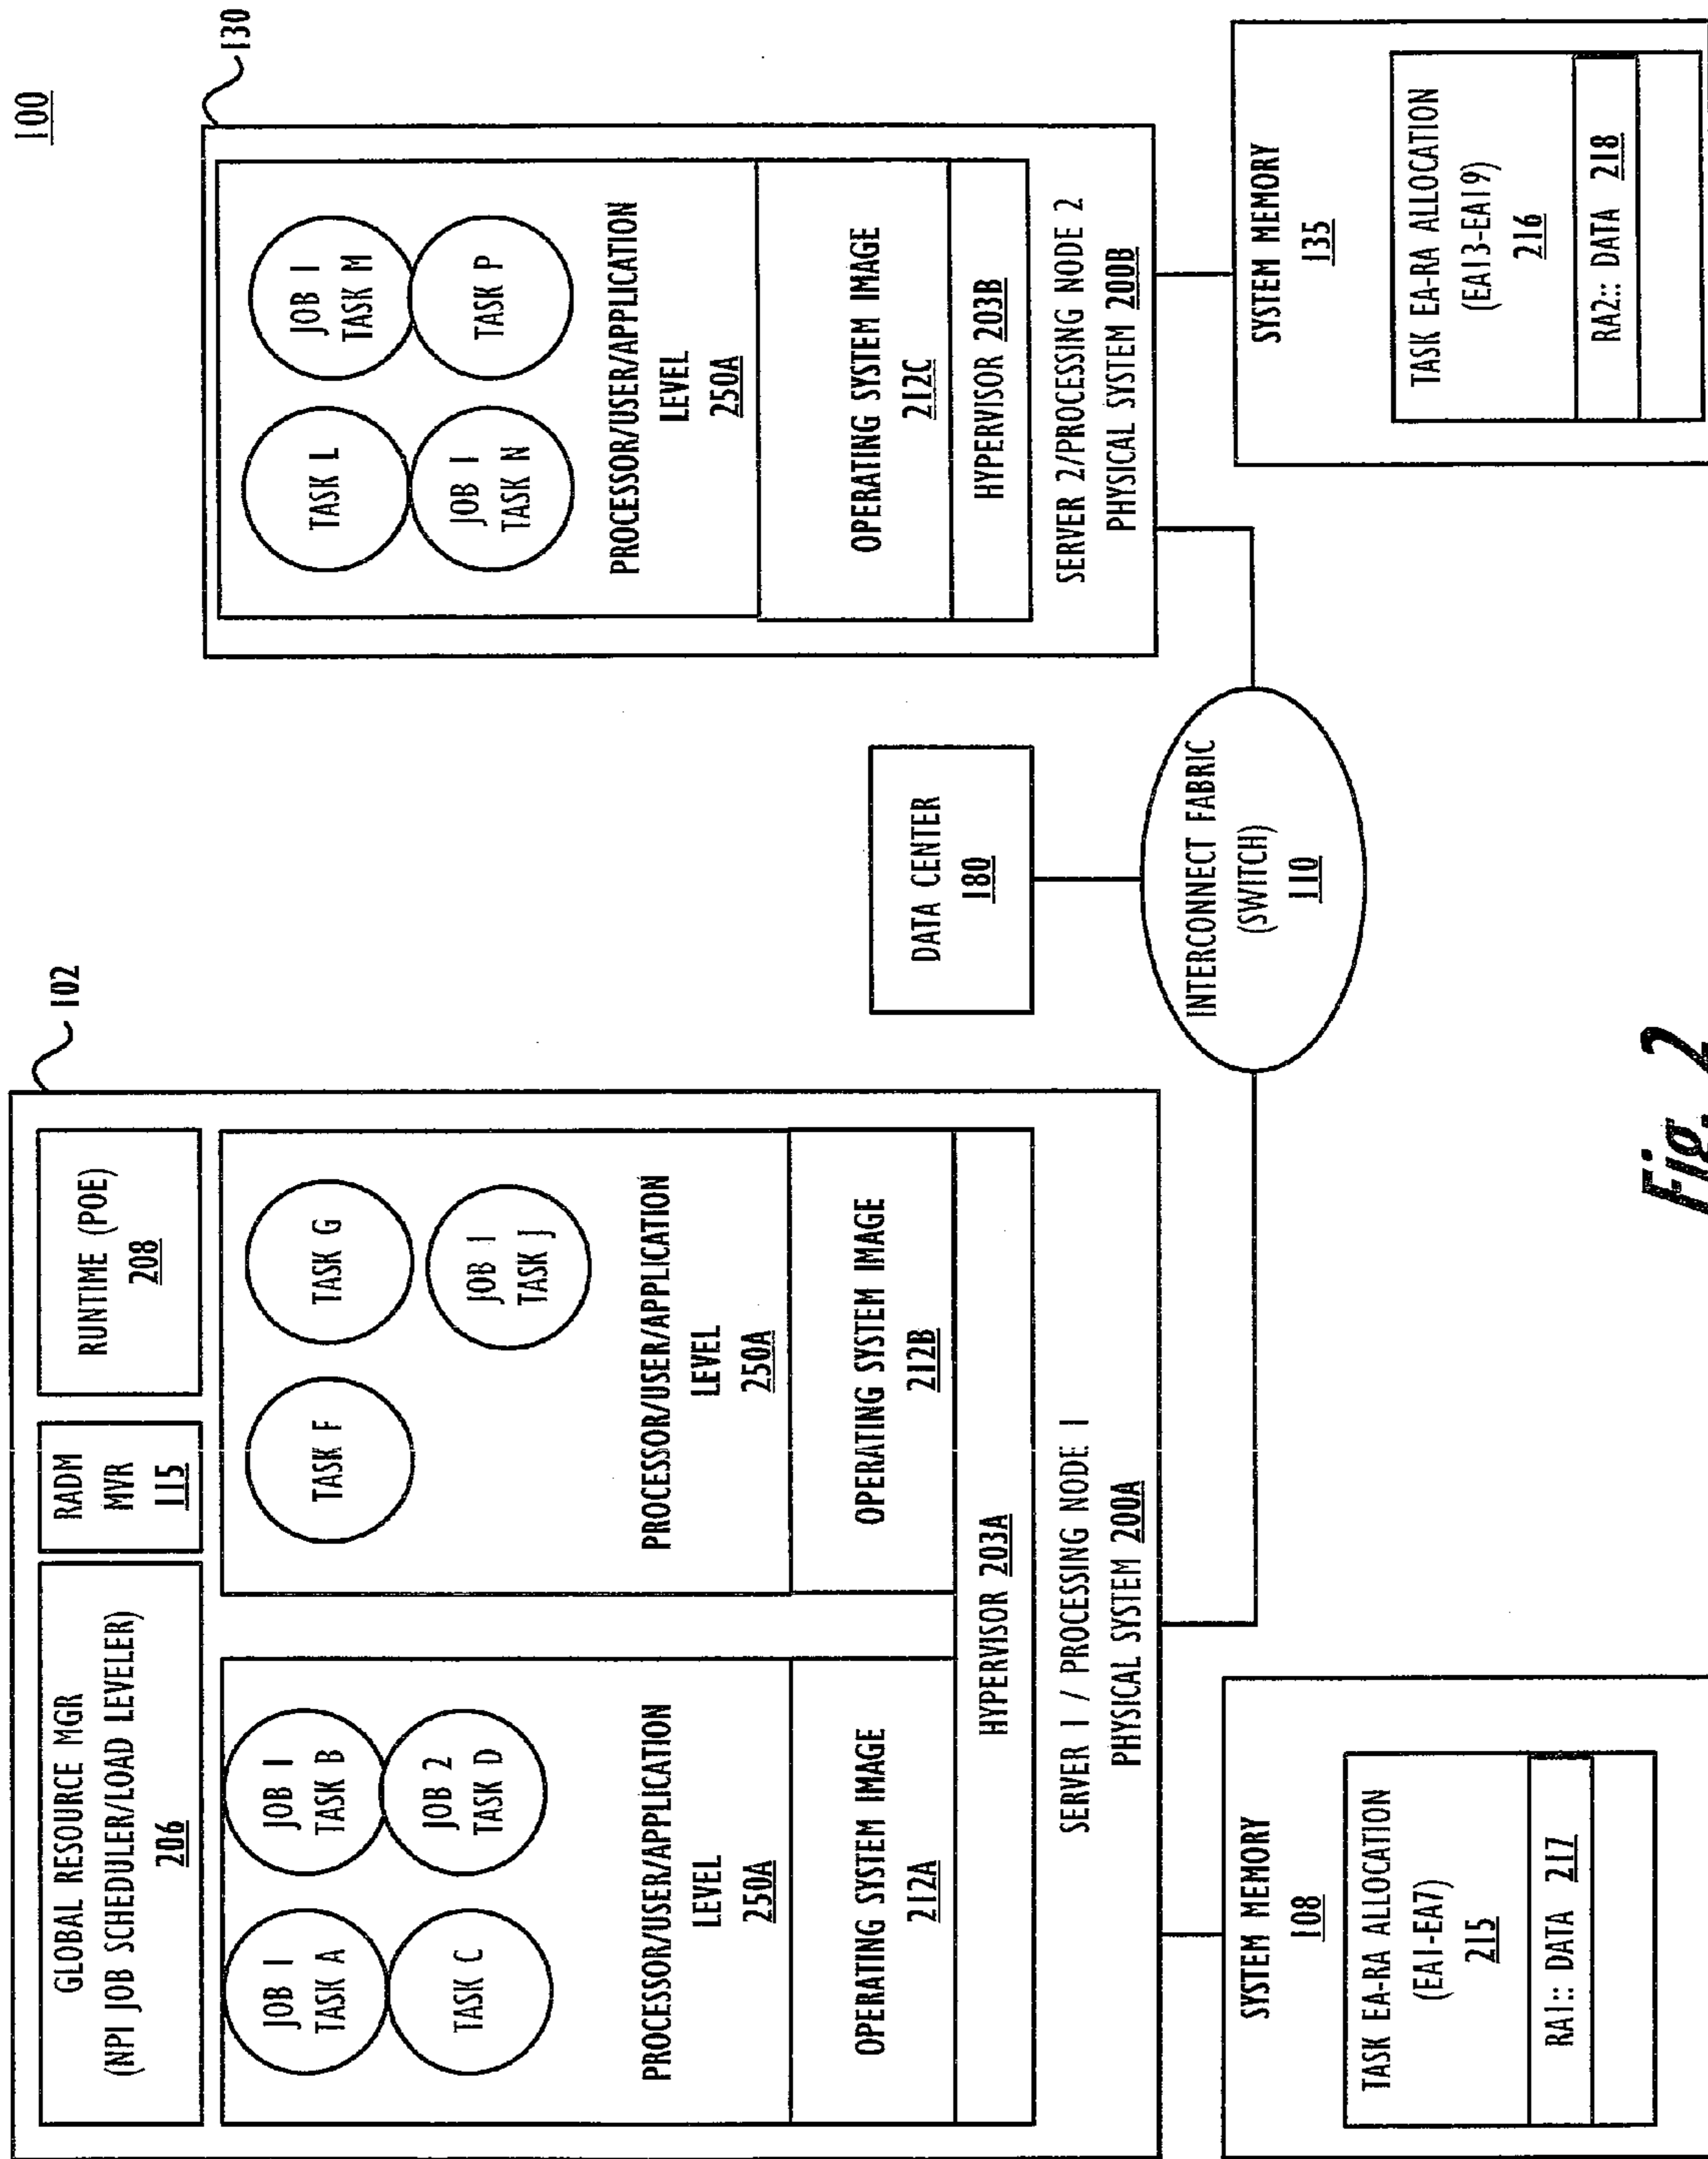 100
102
GLOBAL RESOURCE MGR
(NPI JOB SCHEDULER/LOAD LEVELER)
206
RADM
MVR
115
RUNTIME (POE)
208
JOB 1
TASK A
JOB 1
TASK B
TASK C
JOB 2
TASK D
PROCESSOR/USER/APPLICATION
LEVEL
250A
OPERATING SYSTEM IMAGE
212A
TASK F
TASK G
JOB 1
TASK J
PROCESSOR/USER/APPLICATION
LEVEL
250A
OPERATING SYSTEM IMAGE
212B
HYPERVISOR 203A
SERVER 1 / PROCESSING NODE 1
PHYSICAL SYSTEM 200A
SYSTEM MEMORY
108
TASK EA-RA ALLOCATION
(EA1-EA7)
215
RA1:: DATA 217
DATA CENTER
180
INTERCONNECT FABRIC
(SWITCH)
110
130
TASK L
JOB 1
TASK M
JOB 1
TASK N
TASK P
PROCESSOR/USER/APPLICATION
LEVEL
250A
OPERATING SYSTEM IMAGE
212C
HYPERVISOR 203B
SERVER 2/PROCESSING NODE 2
PHYSICAL SYSTEM 200B
SYSTEM MEMORY
135
TASK EA-RA ALLOCATION
(EA13-EA19)
216
RA2:: DATA 218
Fig. 2